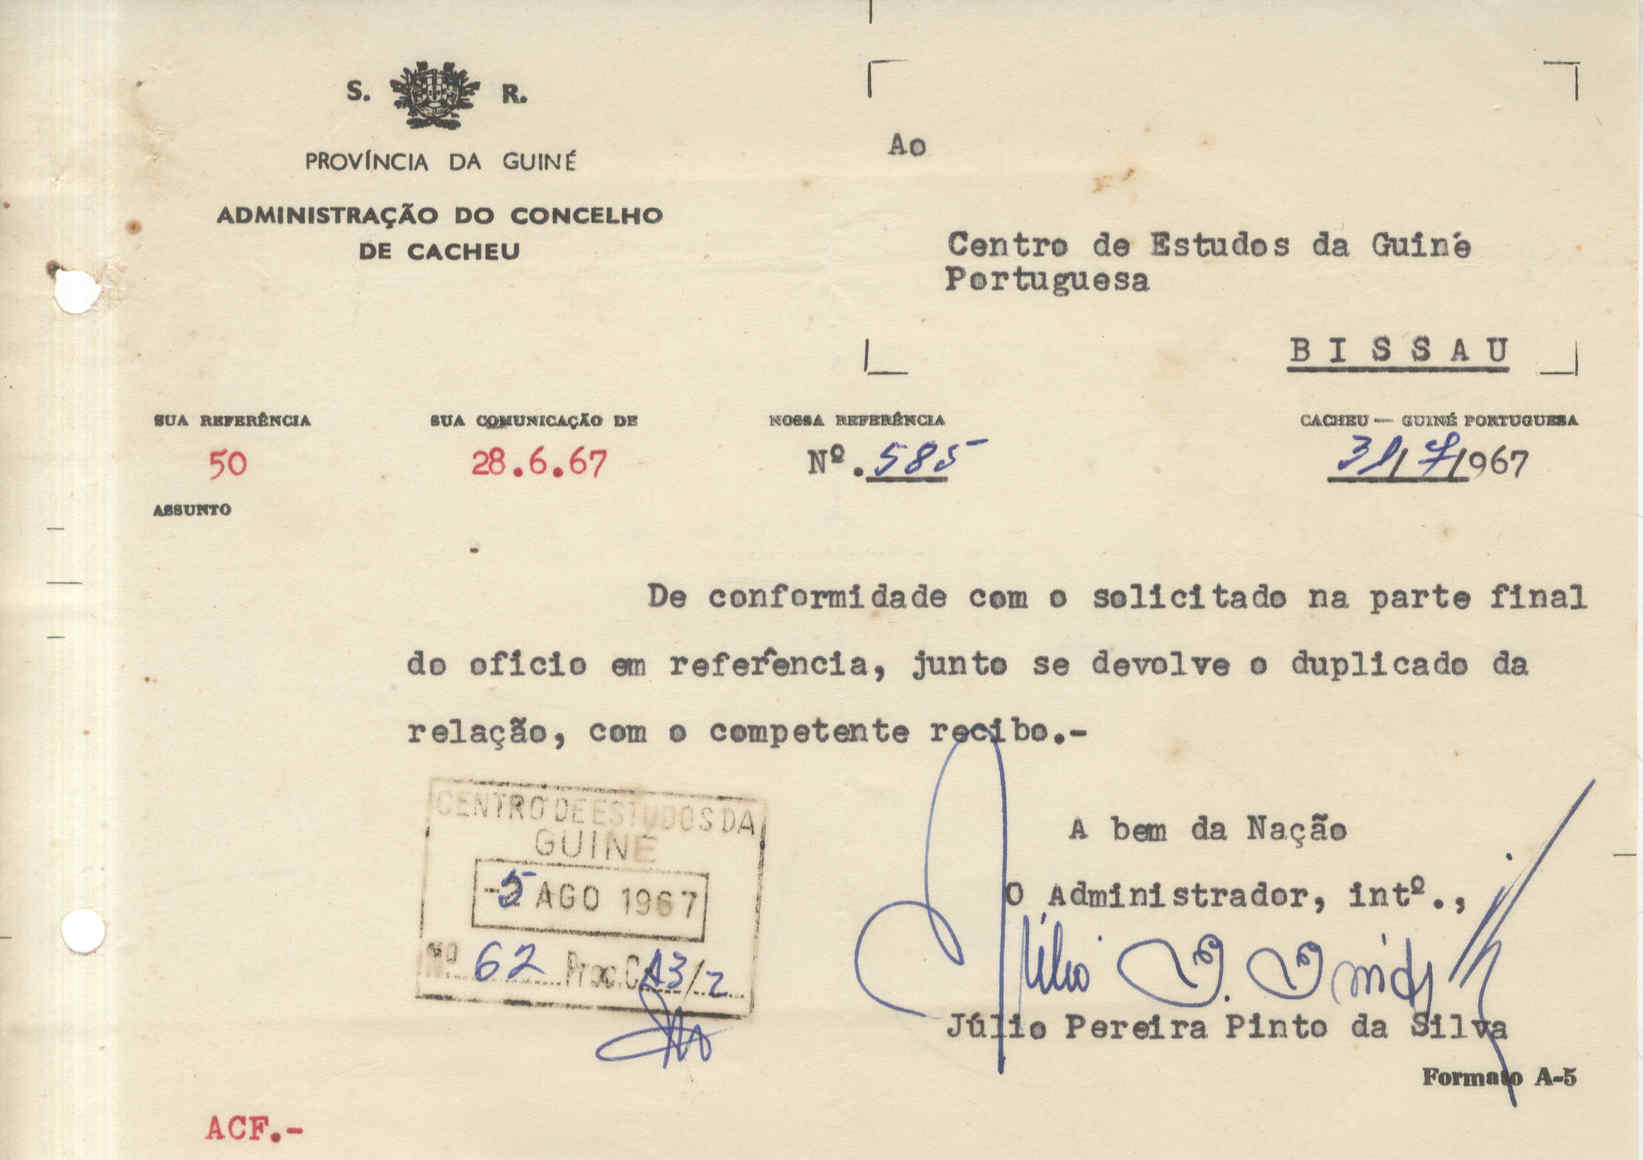 S. R.
PROVÍNCIA DA GUINÉ
ADMINISTRAÇÃO DO CONCELHO
DE CACHEU
Ao
Centro de Estudos da Guiné
Portuguesa
B I S S A U
SUA REFERÊNCIA
50
SUA COMUNICAÇÃO DE
28.6.67
NOSSA REFERÊNCIA
Nº. 585
CACHEU — GUINÉ PORTUGUESA
31/7/1967
ASSUNTO
De conformidade com o solicitado na parte final
do oficio em referência, junto se devolve o duplicado da
relação, com o competente recibo.-
CENTRO DE ESTUDOS DA
GUINÉ
-5 AGO 1967
Nº 62 Proc. C
A bem da Nação
O Administrador, intº.,
Júlio Pereira Pinto da Silva
Formato A-5
ACF.-